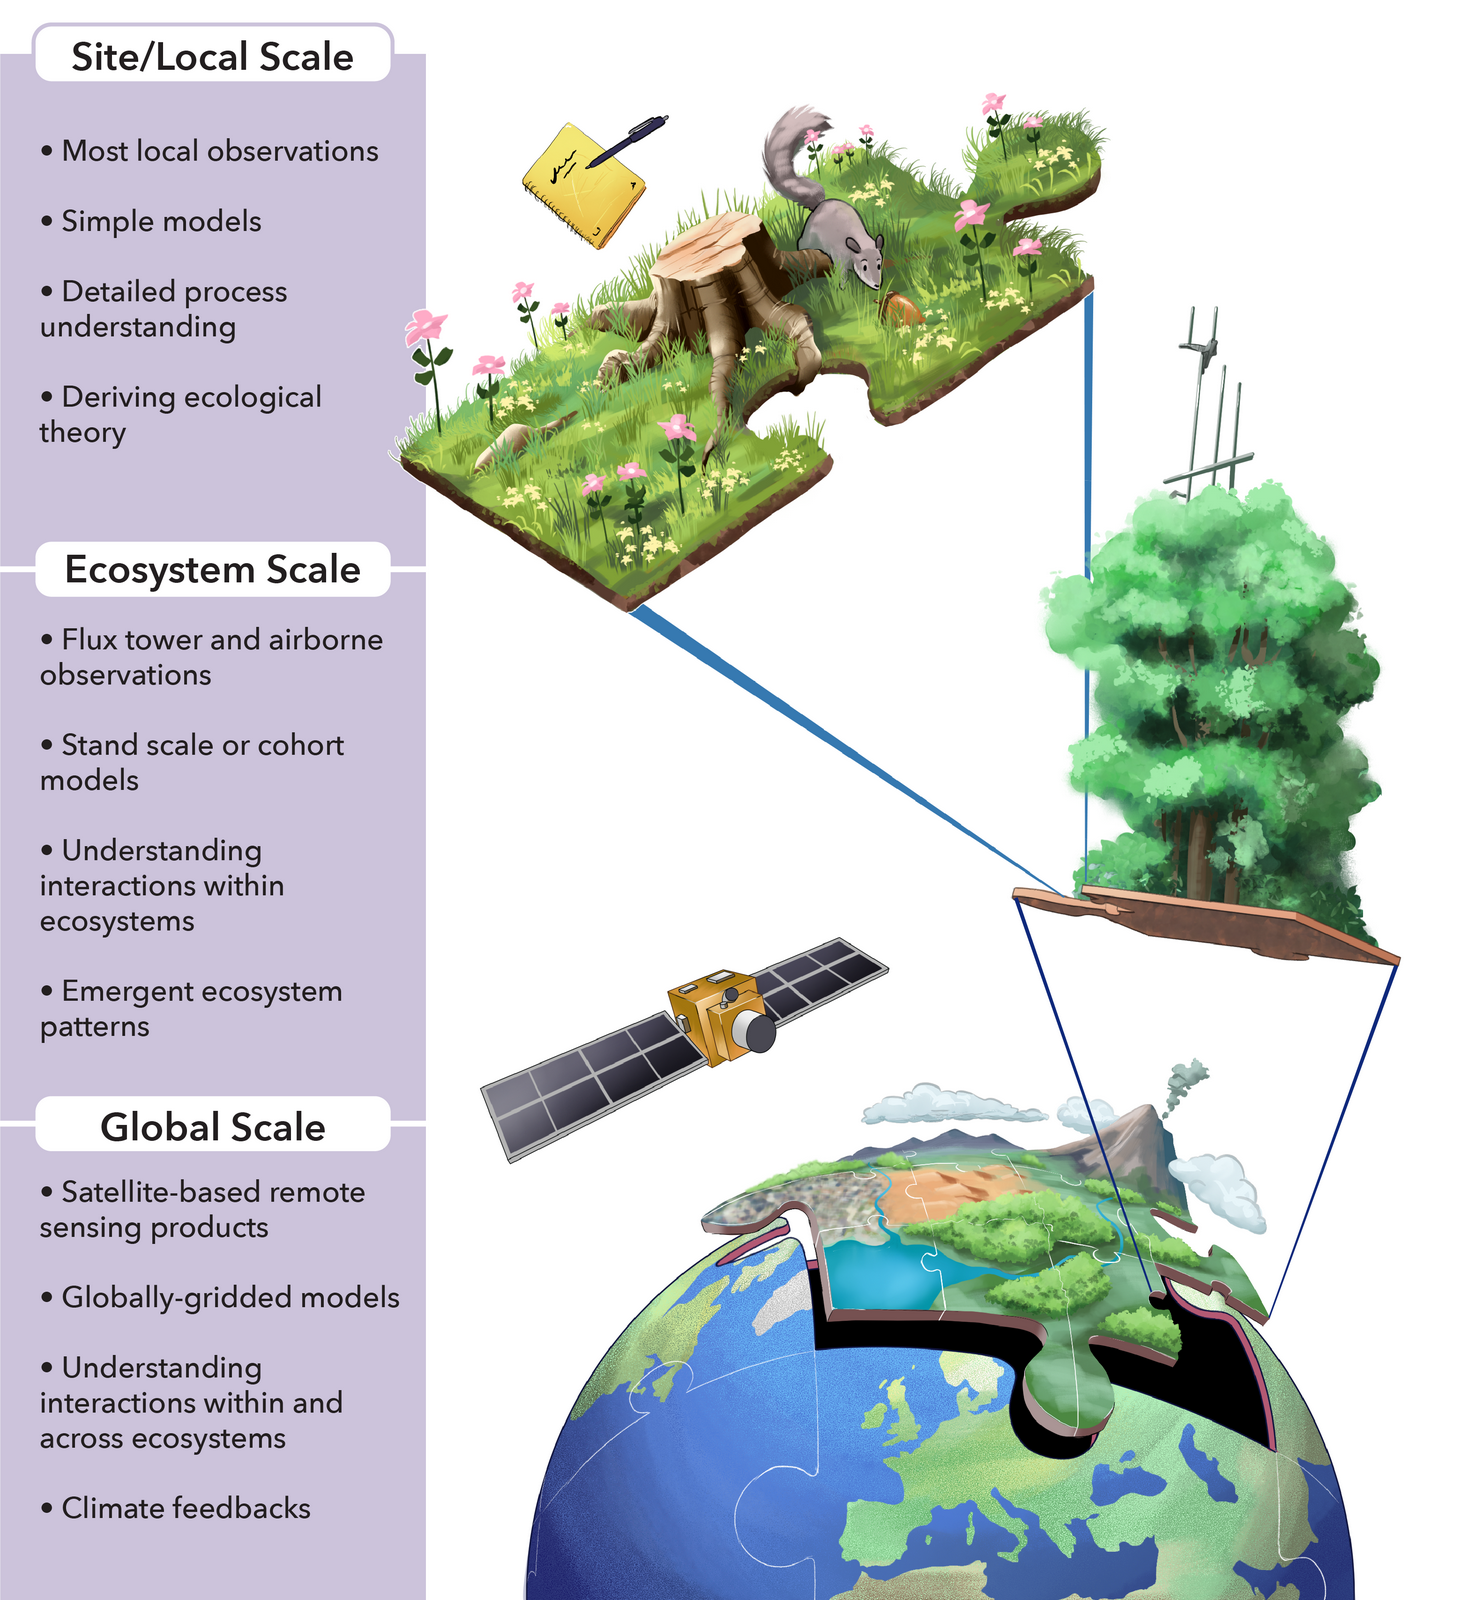 Site/Local Scale
• Most local observations
• Simple models
• Detailed process
understanding
• Deriving ecological
theory
Ecosystem Scale
• Flux tower and airborne
observations
• Stand scale or cohort
models
• Understanding
interactions within
ecosystems
• Emergent ecosystem
patterns
Global Scale
• Satellite-based remote
sensing products
• Globally-gridded models
• Understanding
interactions within and
across ecosystems
• Climate feedbacks